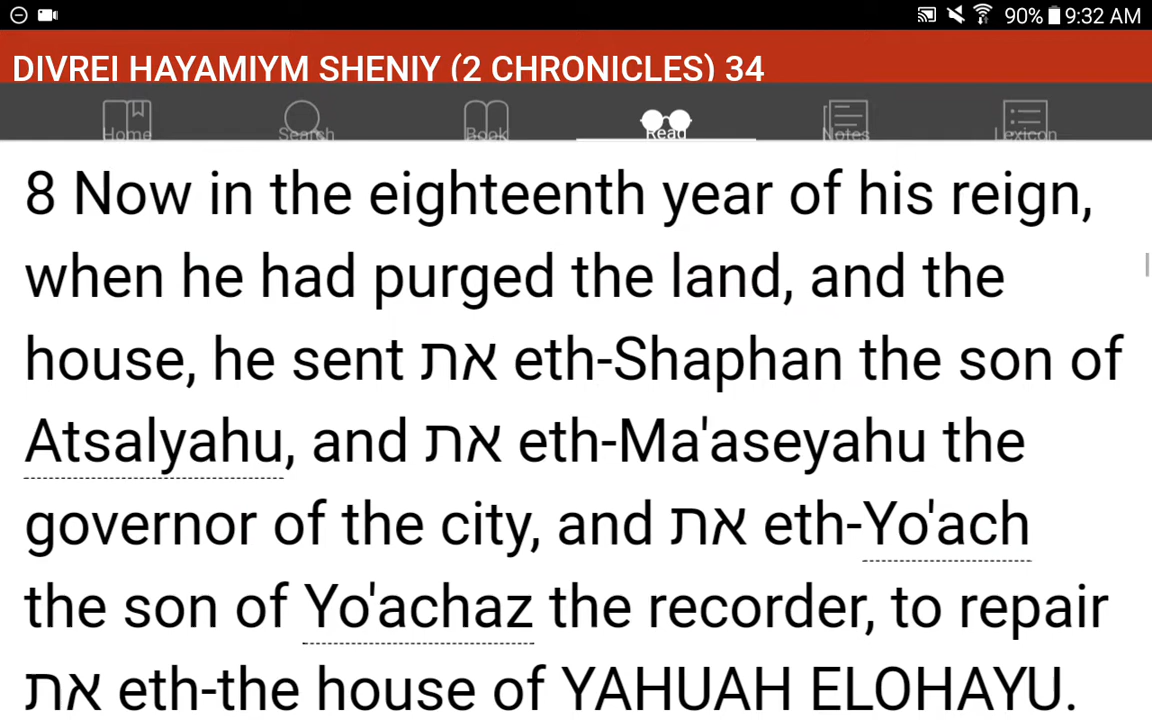 90% 9:32 AM
DIVREI HAYAMIYM SHENIY (2 CHRONICLES) 34
Home Search Book Read Notes Lexicon
8 Now in the eighteenth year of his reign,
when he had purged the land, and the
house, he sent את eth-Shaphan the son of
Atsalyahu, and את eth-Ma'aseyahu the
governor of the city, and את eth-Yo'ach
the son of Yo'achaz the recorder, to repair
את eth-the house of YAHUAH ELOHAYU.